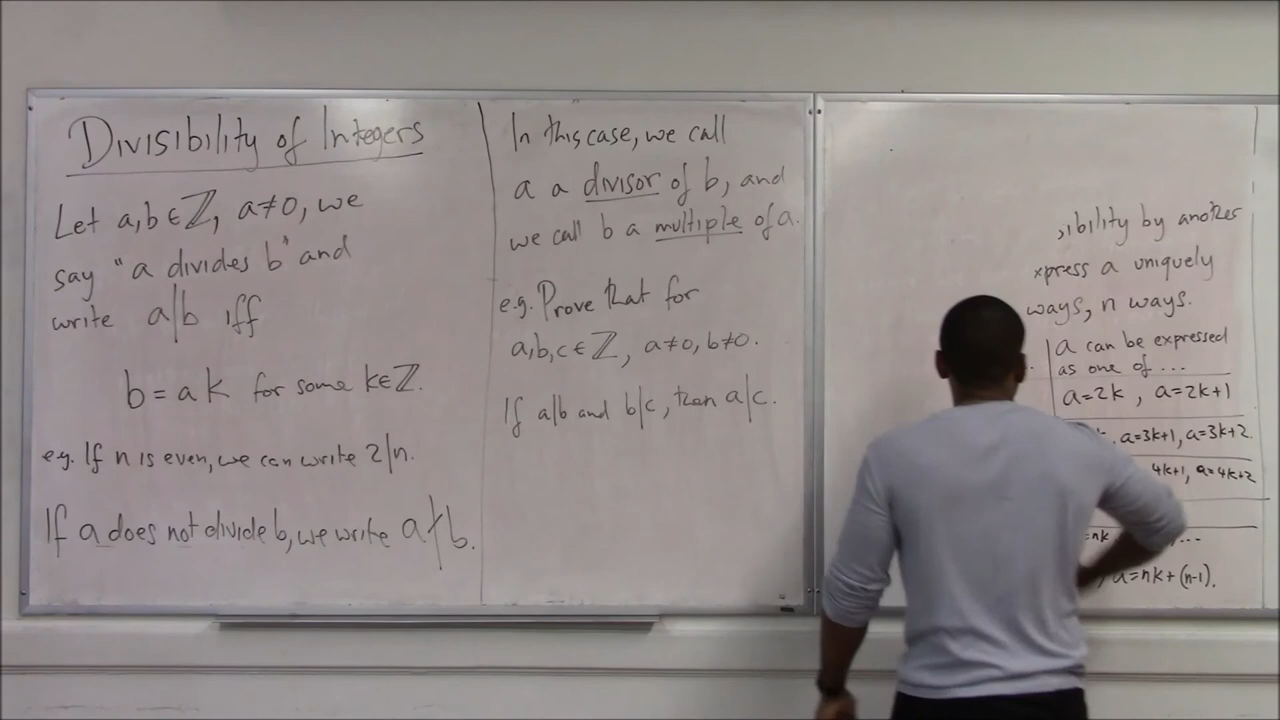 Divisibility of Integers
Let a,b ∈ ℤ, a≠0, we
say "a divides b" and
write a|b iff
b = a k for some k∈ℤ.
e.g. If n is even, we can write 2|n.
If a does not divide b, we write a∤b.
In this case, we call
a a divisor of b, and
we call b a multiple of a.
e.g. Prove that for
a,b,c ∈ ℤ, a≠0, b≠0.
If a|b and b|c, then a|c.
by another
a uniquely
ways, n ways.
a can be expressed
as one of ...
a=2k, a=2k+1
, a=3k+1, a=3k+2.
4k+1, a=4k+2
=nk ...
, a=nk+(n-1).